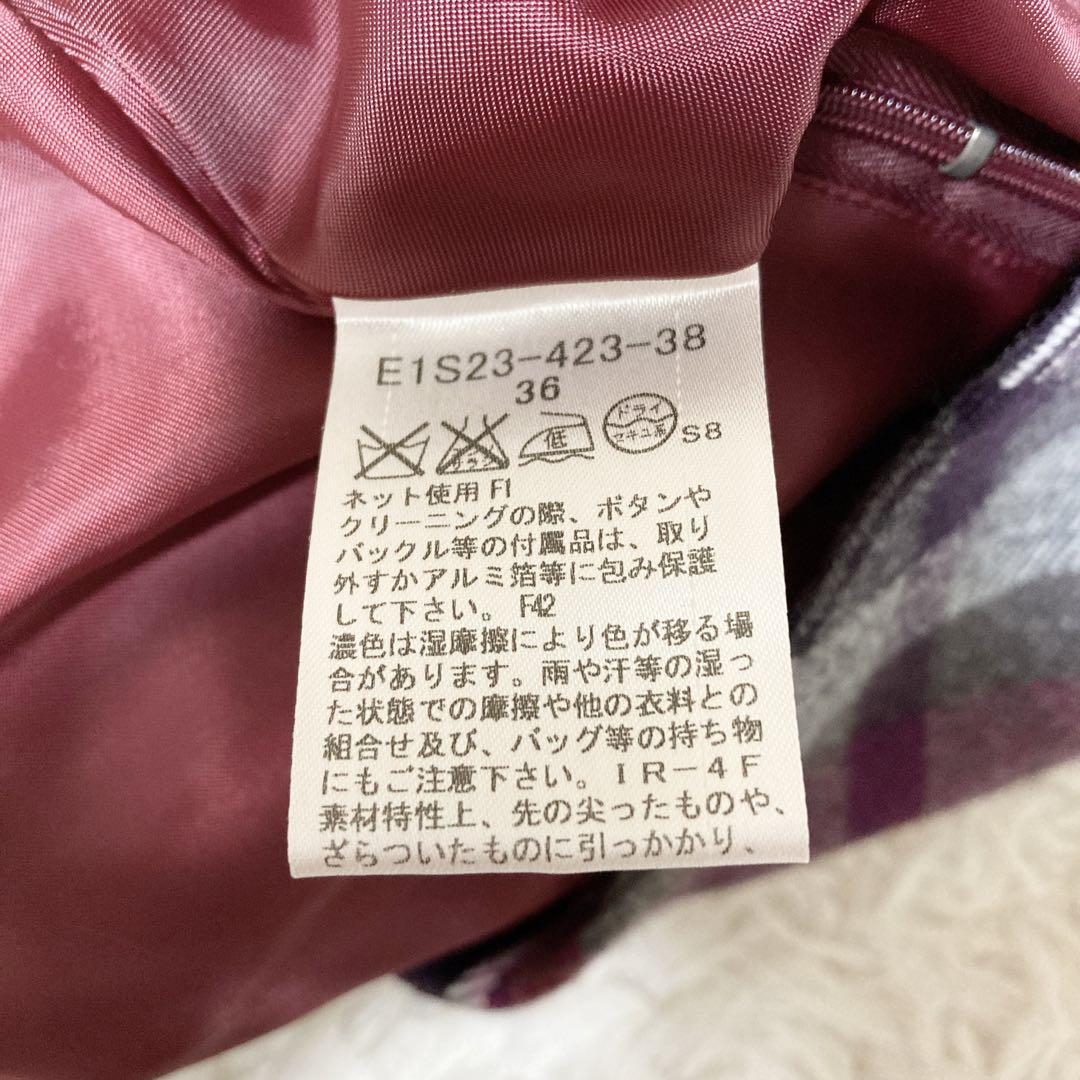 E1S23-423-38
36
サラシ 低 ドライ セキユ系 S8
ネット使用 F1
クリーニングの際、ボタンや
バックル等の付属品は、取り
外すかアルミ箔等に包み保護
して下さい。 F42
濃色は湿摩擦により色が移る場
合があります。雨や汗等の湿っ
た状態での摩擦や他の衣料との
組合せ及び、バッグ等の持ち物
にもご注意下さい。ＩＲ－４Ｆ
素材特性上、先の尖ったものや、
ざらついたものに引っかかり、